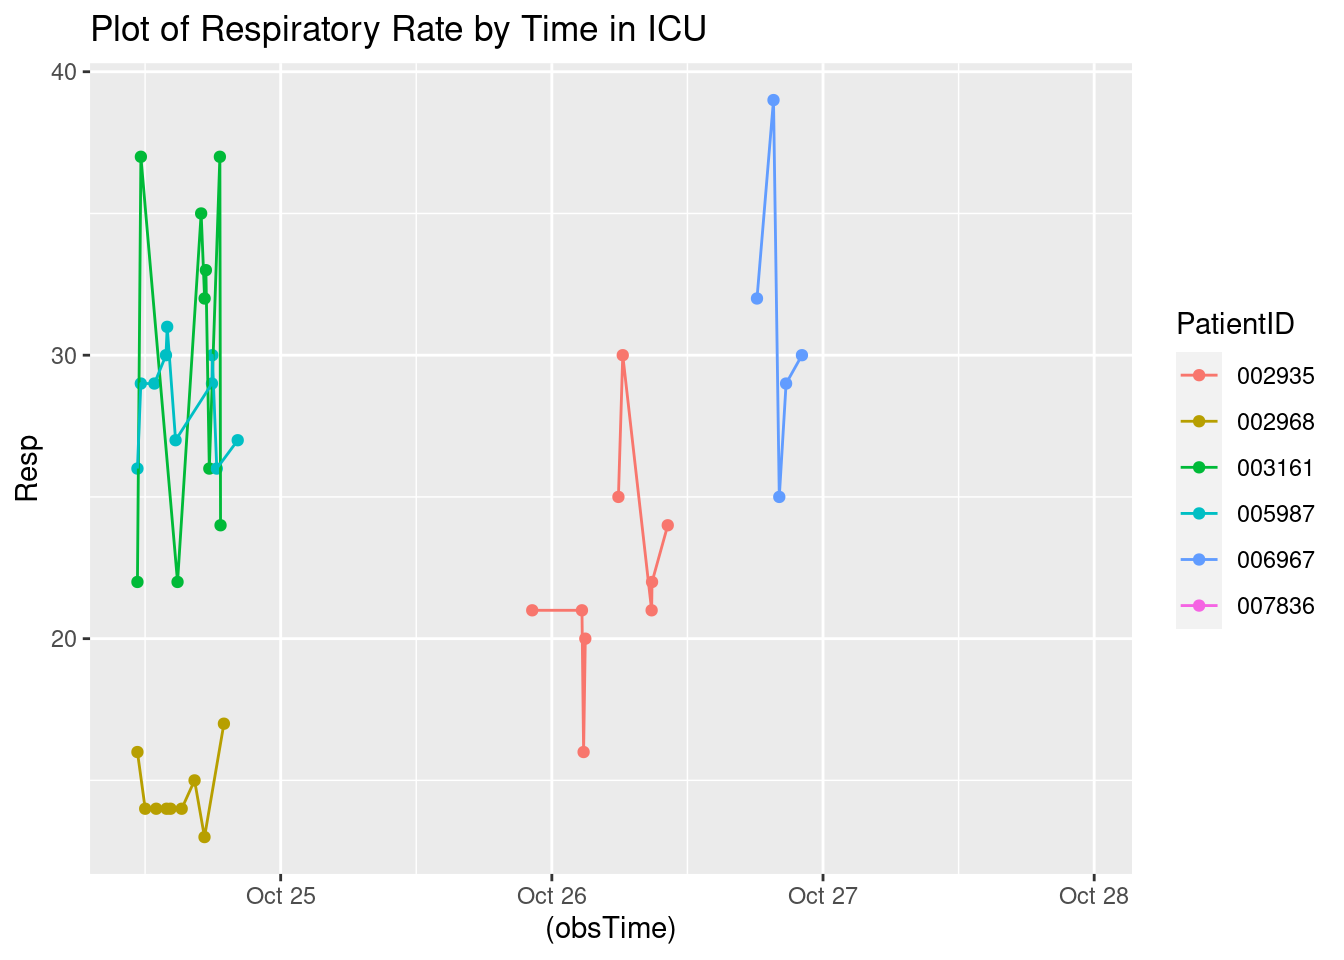 Plot of Respiratory Rate by Time in ICU
40
30
20
Resp
Oct 25
Oct 26
Oct 27
Oct 28
(obsTime)
PatientID
002935
002968
003161
005987
006967
007836